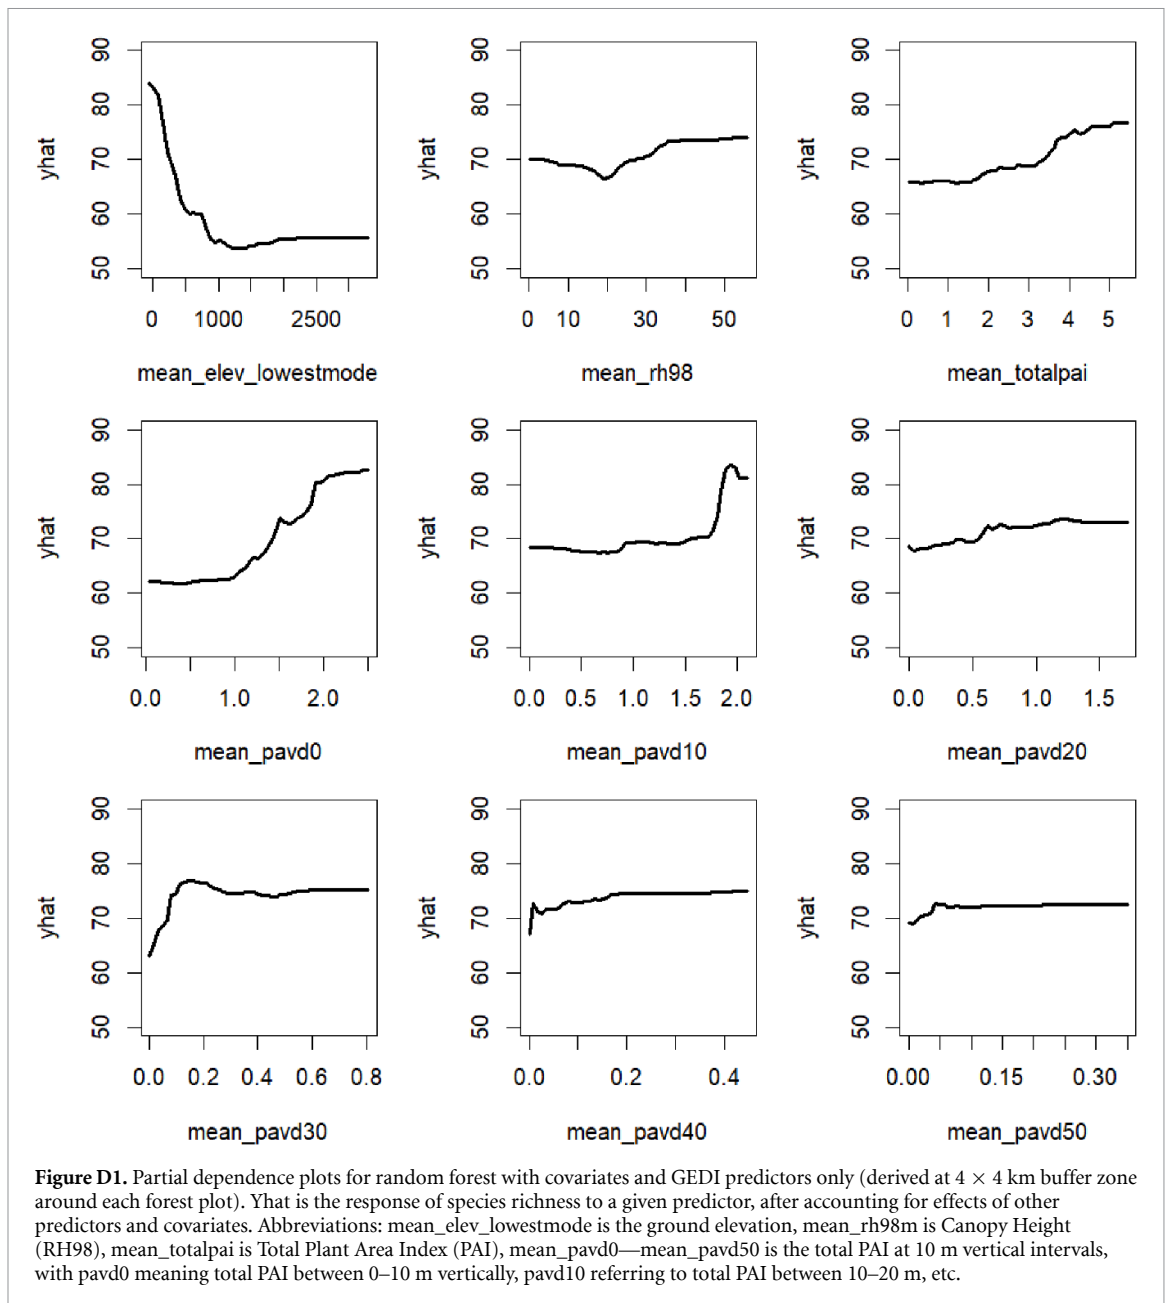 90
80
70
60
50
yhat
0 1000 2500
mean_elev_lowestmode
90
80
70
60
50
yhat
0 10 30 50
mean_rh98
90
80
70
60
50
yhat
0 1 2 3 4 5
mean_totalpai
90
80
70
60
50
yhat
0.0 1.0 2.0
mean_pavd0
90
80
70
60
50
yhat
0.0 0.5 1.0 1.5 2.0
mean_pavd10
90
80
70
60
50
yhat
0.0 0.5 1.0 1.5
mean_pavd20
90
80
70
60
50
yhat
0.0 0.2 0.4 0.6 0.8
mean_pavd30
90
80
70
60
50
yhat
0.0 0.2 0.4
mean_pavd40
90
80
70
60
50
yhat
0.00 0.15 0.30
mean_pavd50
Figure D1. Partial dependence plots for random forest with covariates and GEDI predictors only (derived at 4 × 4 km buffer zone
around each forest plot). Yhat is the response of species richness to a given predictor, after accounting for effects of other
predictors and covariates. Abbreviations: mean_elev_lowestmode is the ground elevation, mean_rh98m is Canopy Height
(RH98), mean_totalpai is Total Plant Area Index (PAI), mean_pavd0—mean_pavd50 is the total PAI at 10 m vertical intervals,
with pavd0 meaning total PAI between 0–10 m vertically, pavd10 referring to total PAI between 10–20 m, etc.